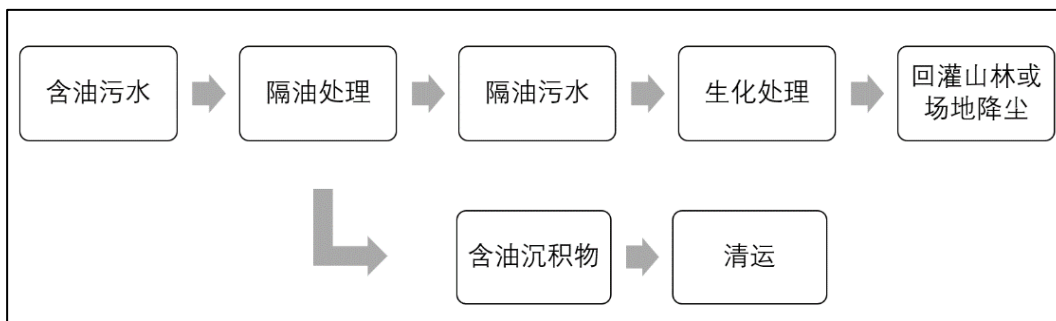 含油污水
隔油处理
隔油污水
生化处理
回灌山林或
场地降尘
含油沉积物
清运